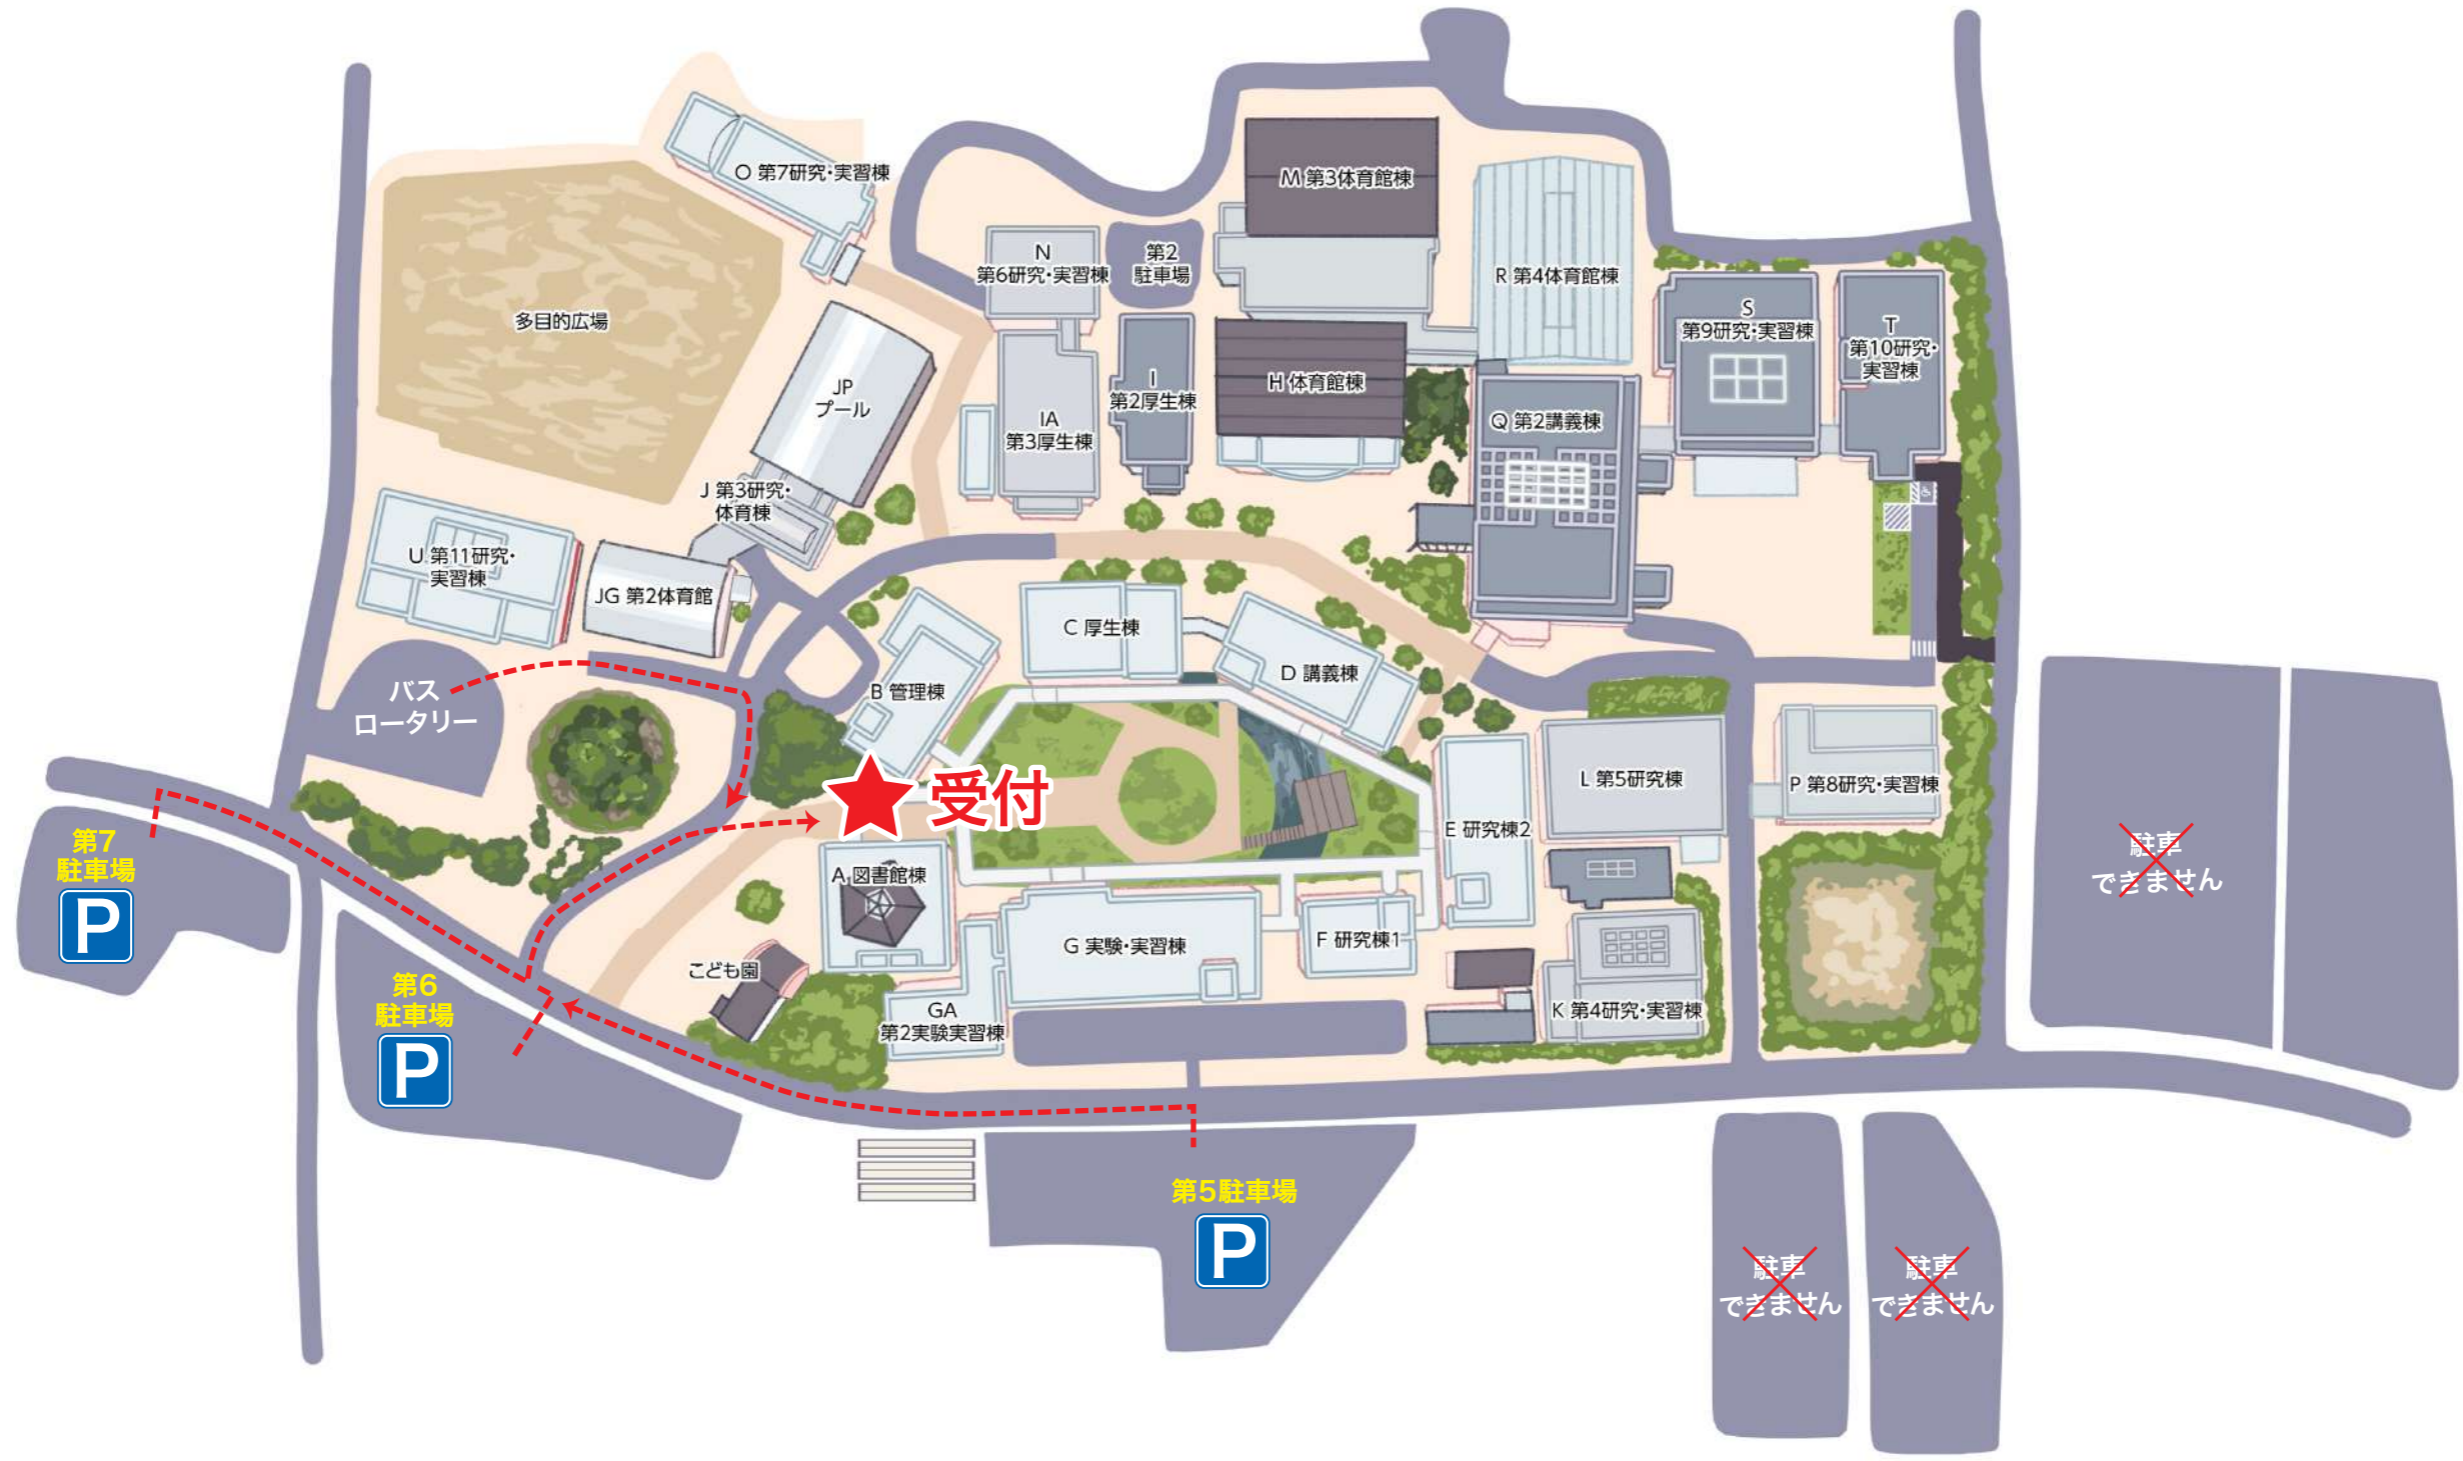 O 第7研究・実習棟
M 第3体育館棟
N
第6研究・実習棟
第2
駐車場
R 第4体育館棟
S
第9研究・実習棟
T
第10研究・
実習棟
多目的広場
JP
プール
IA
第3厚生棟
I
第2厚生棟
H 体育館棟
Q 第2講義棟
J 第3研究・
体育棟
U 第11研究・
実習棟
JG 第2体育館
C 厚生棟
D 講義棟
B 管理棟
バス
ロータリー
受付
E 研究棟2
L 第5研究棟
P 第8研究・実習棟
駐車
できません
第7
駐車場
P
A 図書館棟
G 実験・実習棟
F 研究棟1
こども園
第6
駐車場
P
GA
第2実験実習棟
K 第4研究・実習棟
第5駐車場
P
駐車
できません
駐車
できません